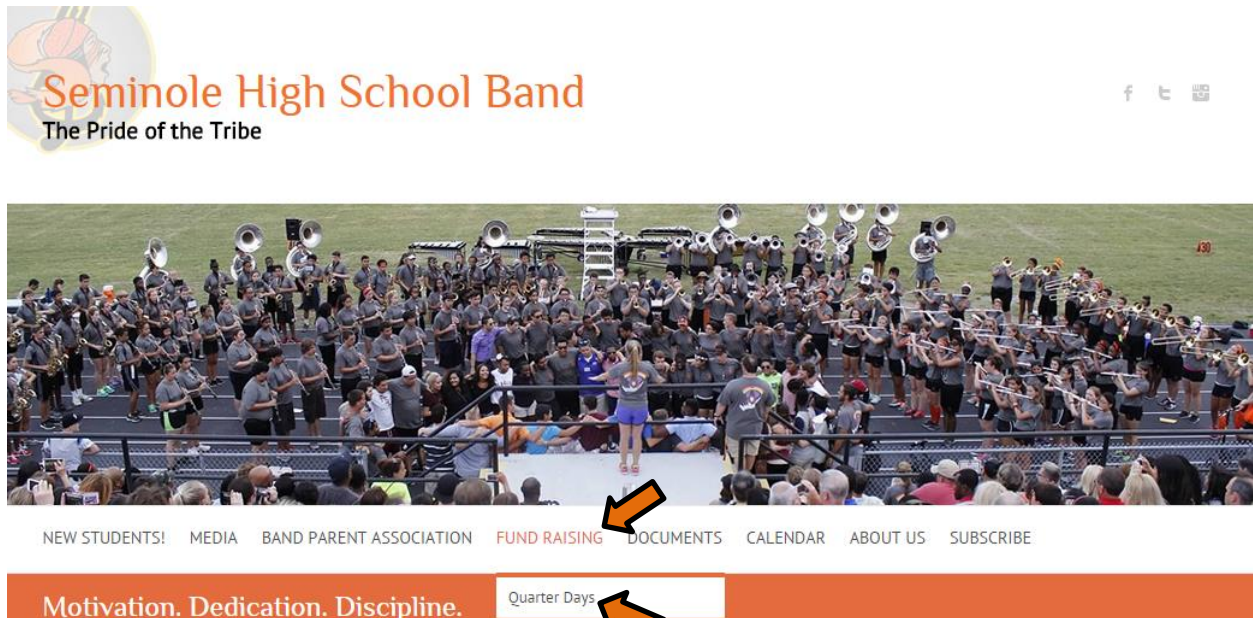 Seminole High School Band
The Pride of the Tribe
30
NEW STUDENTS! MEDIA BAND PARENT ASSOCIATION FUND RAISING DOCUMENTS CALENDAR ABOUT US SUBSCRIBE
Motivation. Dedication. Discipline.
Quarter Days